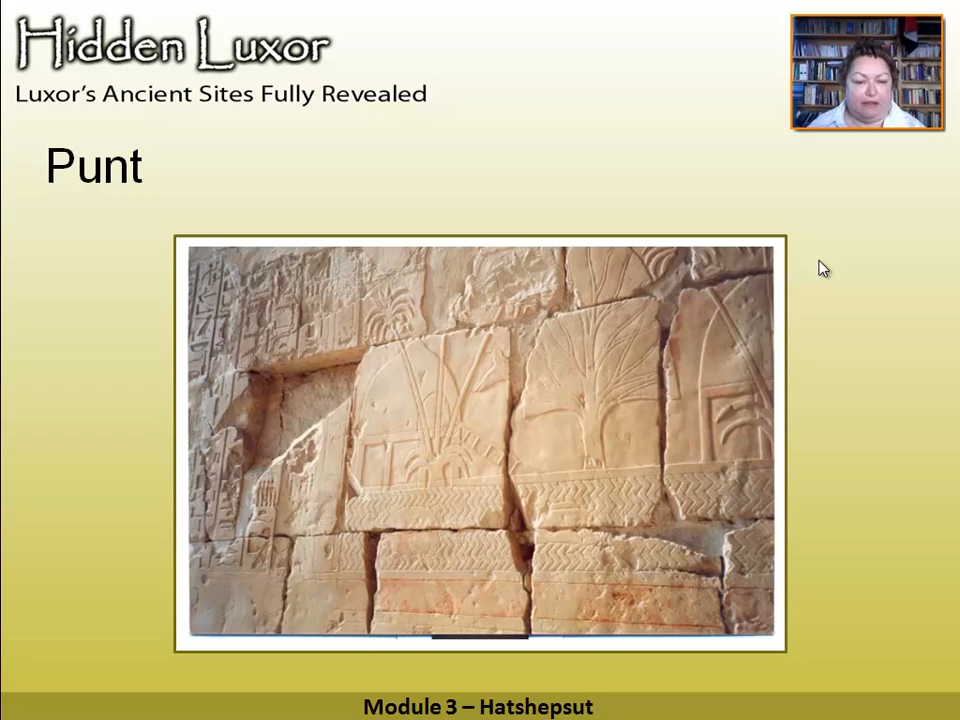 Hidden Luxor
Luxor's Ancient Sites Fully Revealed
Punt
Module 3 – Hatshepsut